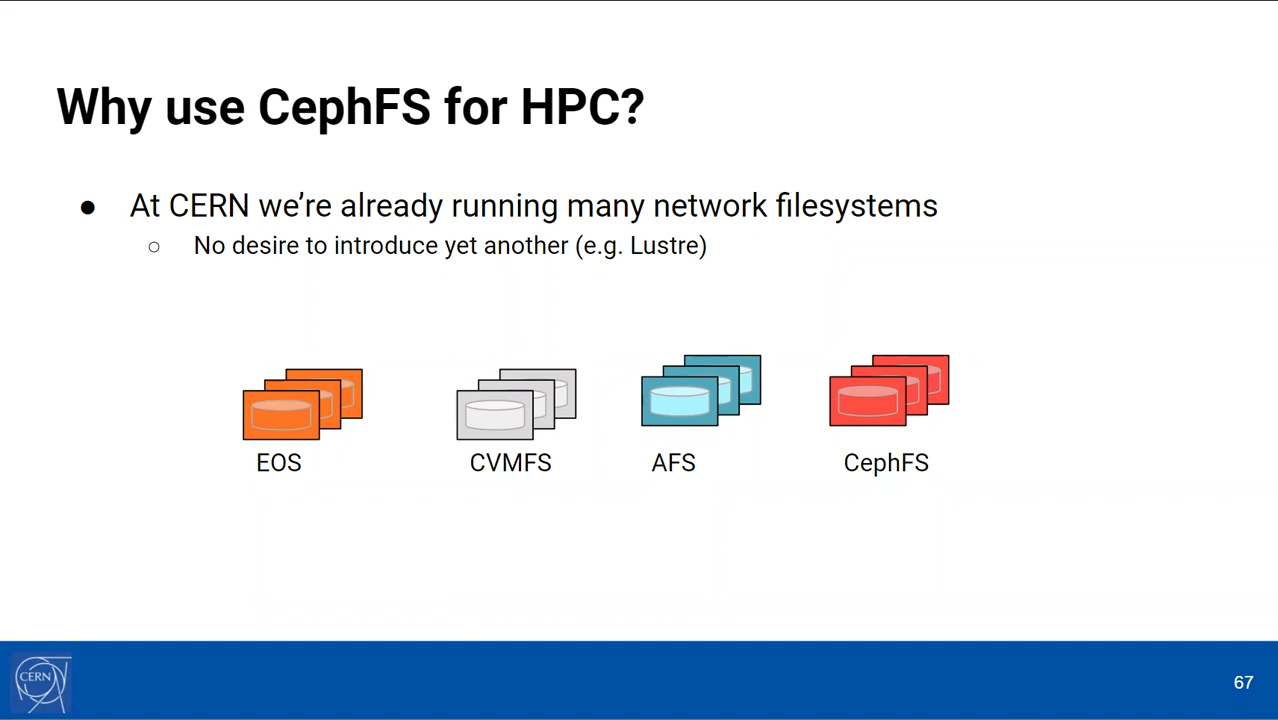 Why use CephFS for HPC?
● At CERN we’re already running many network filesystems
○ No desire to introduce yet another (e.g. Lustre)
EOS CVMFS AFS CephFS
CERN
67